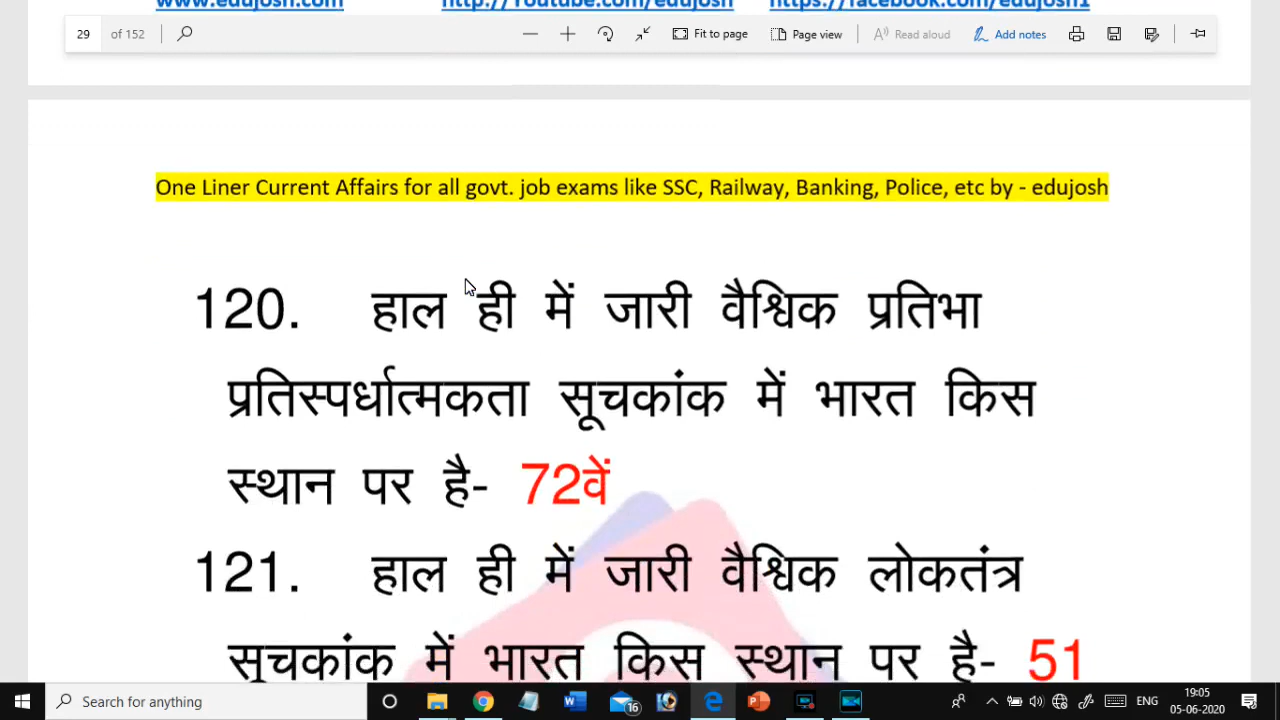 www.edujosh.com http://Youtube.com/edujosh https://facebook.com/edujosh1
29 of 152 Fit to page Page view Read aloud Add notes
One Liner Current Affairs for all govt. job exams like SSC, Railway, Banking, Police, etc by - edujosh
120. हाल ही में जारी वैश्विक प्रतिभा
प्रतिस्पर्धात्मकता सूचकांक में भारत किस
स्थान पर है- 72वें
121. हाल ही में जारी वैश्विक लोकतंत्र
सूचकांक में भारत किस स्थान पर है- 51
Search for anything 16 ENG 19:05
05-06-2020